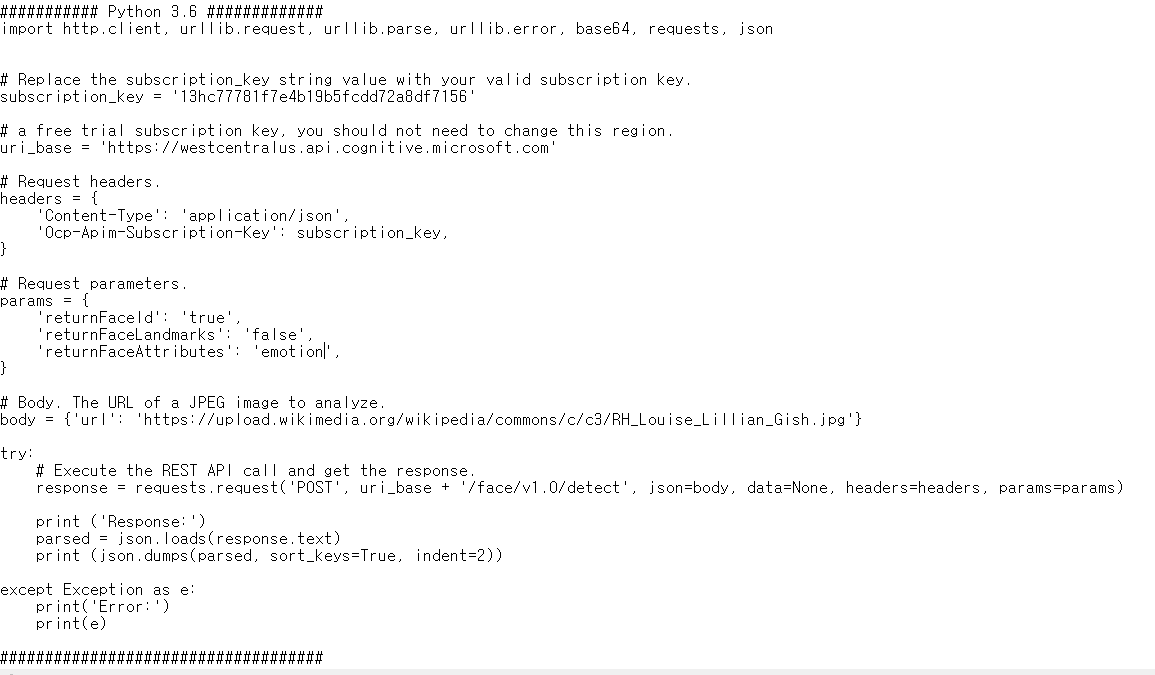 ########### Python 3.6 #############
import http.client, urllib.request, urllib.parse, urllib.error, base64, requests, json
# Replace the subscription_key string value with your valid subscription key.
subscription_key = '13hc77781f7e4b19b5fcdd72a8df7156'
# a free trial subscription key, you should not need to change this region.
uri_base = 'https://westcentralus.api.cognitive.microsoft.com'
# Request headers.
headers = {
    'Content-Type': 'application/json',
    'Ocp-Apim-Subscription-Key': subscription_key,
}
# Request parameters.
params = {
    'returnFaceId': 'true',
    'returnFaceLandmarks': 'false',
    'returnFaceAttributes': 'emotion',
}
# Body. The URL of a JPEG image to analyze.
body = {'url': 'https://upload.wikimedia.org/wikipedia/commons/c/c3/RH_Louise_Lillian_Gish.jpg'}
try:
    # Execute the REST API call and get the response.
    response = requests.request('POST', uri_base + '/face/v1.0/detect', json=body, data=None, headers=headers, params=params)
    print ('Response:')
    parsed = json.loads(response.text)
    print (json.dumps(parsed, sort_keys=True, indent=2))
except Exception as e:
    print('Error:')
    print(e)
####################################